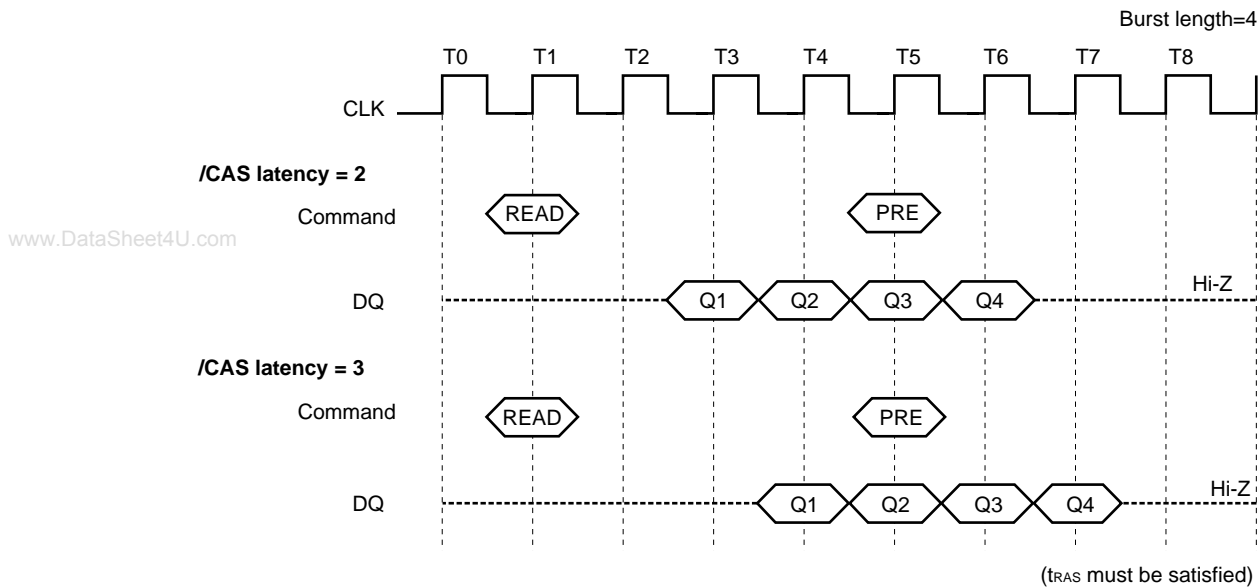 Burst length=4
T0 T1 T2 T3 T4 T5 T6 T7 T8
CLK
/CAS latency = 2
Command READ PRE
www.DataSheet4U.com
Hi-Z
DQ Q1 Q2 Q3 Q4
/CAS latency = 3
Command READ PRE
Hi-Z
DQ Q1 Q2 Q3 Q4
(tRAS must be satisfied)